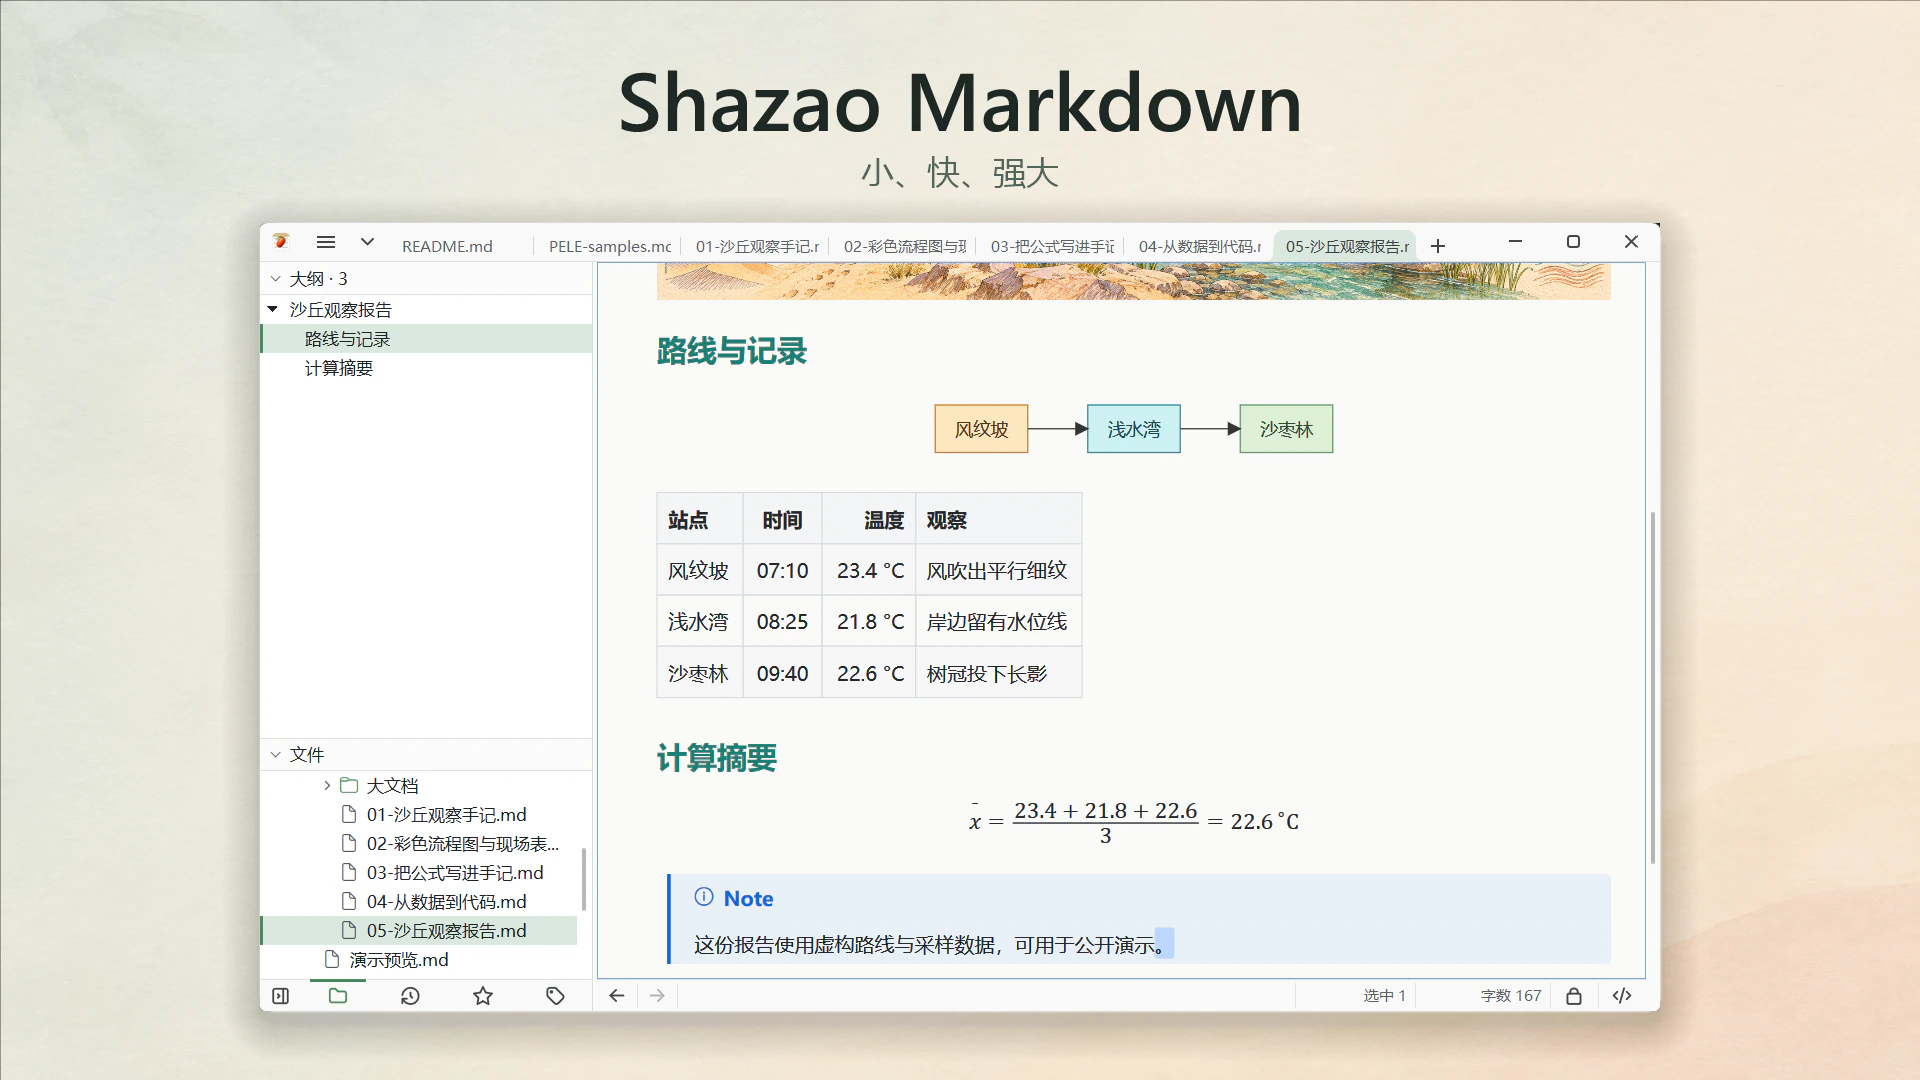 Shazao Markdown
小、快、强大
README.md
PELE-samples.mc
01-沙丘观察手记.r
02-彩色流程图与现
03-把公式写进手记
04-从数据到代码.r
05-沙丘观察报告.r
大纲 · 3
沙丘观察报告
路线与记录
计算摘要
文件
大文档
01-沙丘观察手记.md
02-彩色流程图与现场表...
03-把公式写进手记.md
04-从数据到代码.md
05-沙丘观察报告.md
演示预览.md
路线与记录
风纹坡 浅水湾 沙枣林
站点 时间 温度 观察
风纹坡 07:10 23.4 °C 风吹出平行细纹
浅水湾 08:25 21.8 °C 岸边留有水位线
沙枣林 09:40 22.6 °C 树冠投下长影
计算摘要
x̄ = (23.4 + 21.8 + 22.6) / 3 = 22.6 °C
Note
这份报告使用虚构路线与采样数据，可用于公开演示。
选中 1
字数 167